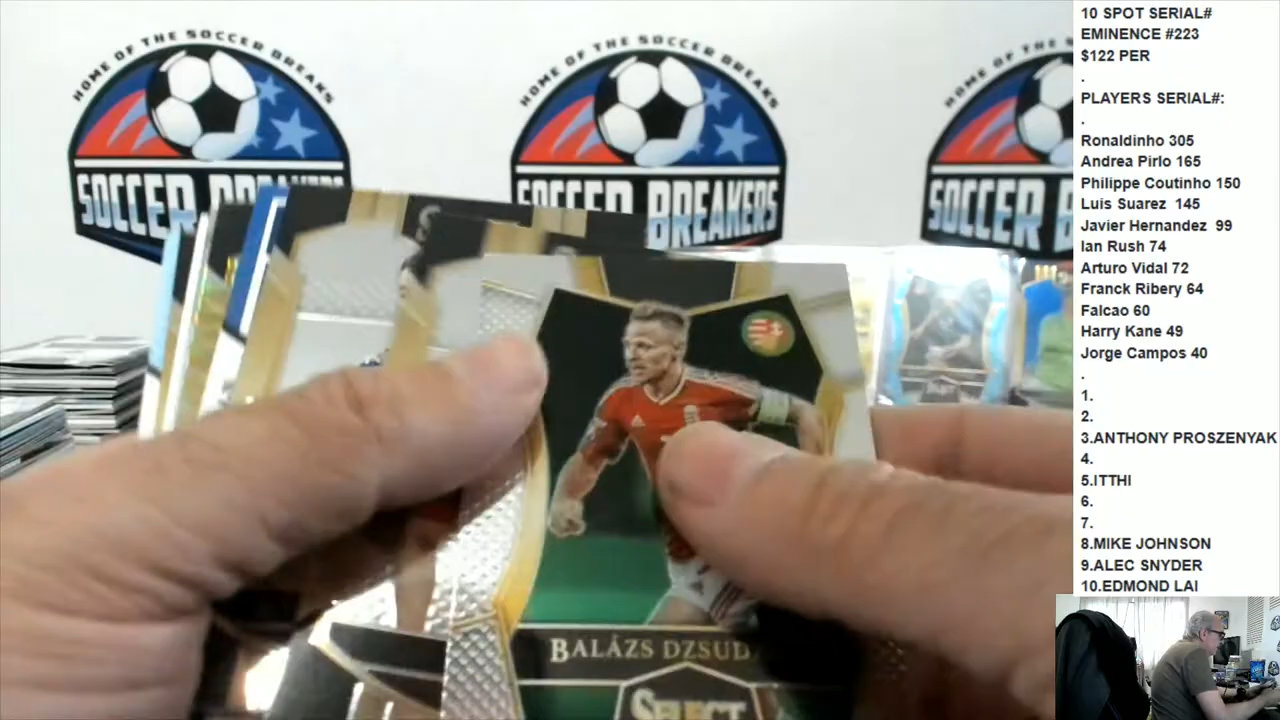 HOME OF THE SOCCER BREAKS
SOCCER BREAKERS
HOME OF THE SOCCER BREAKS
SOCCER BREAKERS
HOME OF THE
SOCCER B
BALÁZS DZSUD
SELECT
10 SPOT SERIAL#
EMINENCE #223
$122 PER
.
PLAYERS SERIAL#:
.
Ronaldinho 305
Andrea Pirlo 165
Philippe Coutinho 150
Luis Suarez 145
Javier Hernandez 99
Ian Rush 74
Arturo Vidal 72
Franck Ribery 64
Falcao 60
Harry Kane 49
Jorge Campos 40
.
1.
2.
3.ANTHONY PROSZENYAK
4.
5.ITTHI
6.
7.
8.MIKE JOHNSON
9.ALEC SNYDER
10.EDMOND LAI